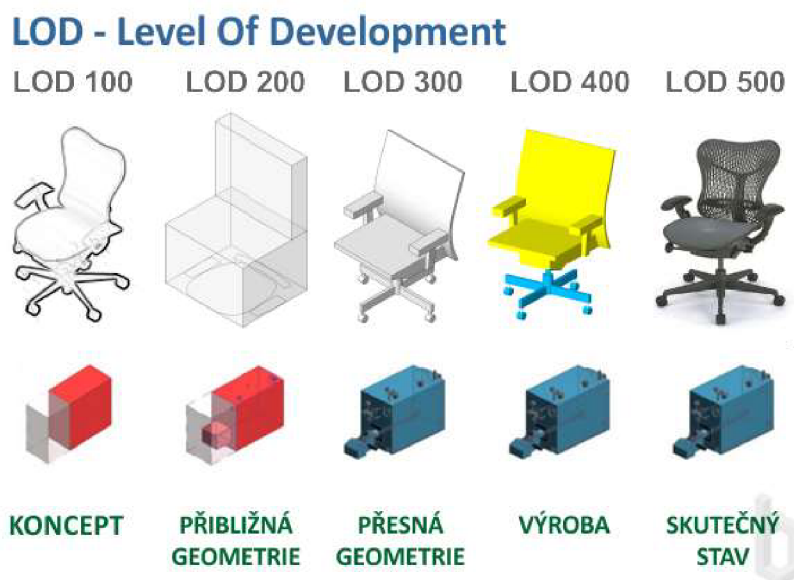 LOD - Level Of Development
LOD 100 LOD 200 LOD 300 LOD 400 LOD 500
KONCEPT PŘIBLIŽNÁ PŘESNÁ VÝROBA SKUTEČNÝ
GEOMETRIE GEOMETRIE STAV